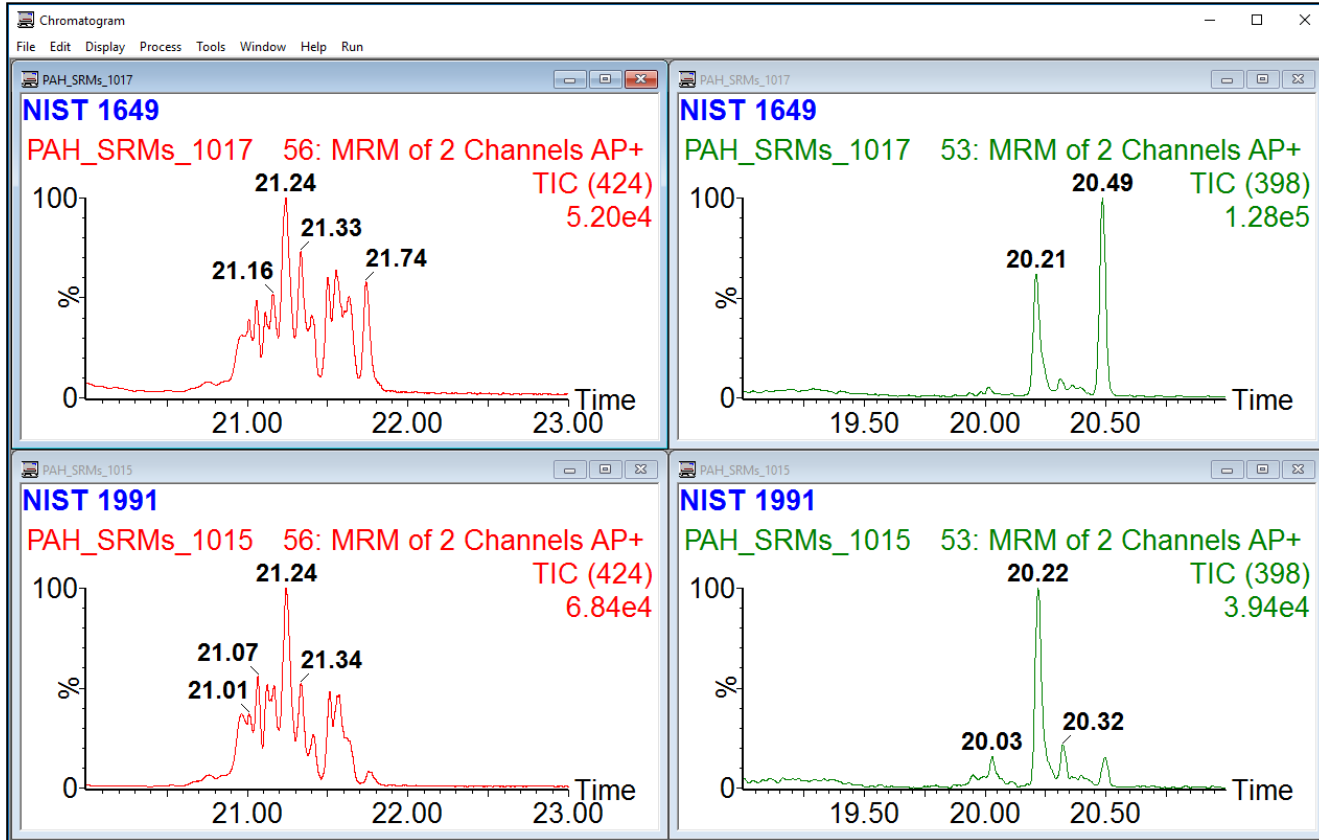 Chromatogram
File Edit Display Process Tools Window Help Run
PAH_SRMs_1017
NIST 1649
PAH_SRMs_1017 56: MRM of 2 Channels AP+
TIC (424)
5.20e4
21.24
21.33
21.16
21.74
100
%
0
21.00 22.00 23.00
Time
PAH_SRMs_1017
NIST 1649
PAH_SRMs_1017 53: MRM of 2 Channels AP+
TIC (398)
1.28e5
20.49
20.21
100
%
0
19.50 20.00 20.50
Time
PAH_SRMs_1015
NIST 1991
PAH_SRMs_1015 56: MRM of 2 Channels AP+
TIC (424)
6.84e4
21.24
21.07
21.34
21.01
100
%
0
21.00 22.00 23.00
Time
PAH_SRMs_1015
NIST 1991
PAH_SRMs_1015 53: MRM of 2 Channels AP+
TIC (398)
3.94e4
20.22
20.32
20.03
100
%
0
19.50 20.00 20.50
Time